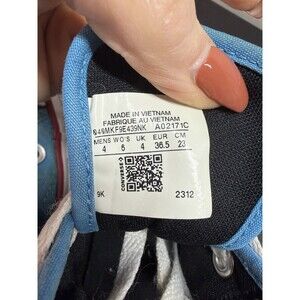 MADE IN VIETNAM
FABRIQUE AU VIETNAM
A02171C
MENS WO'S UK EUR CM
4 6 4 36.5 23
CONVERSE
9K 2312